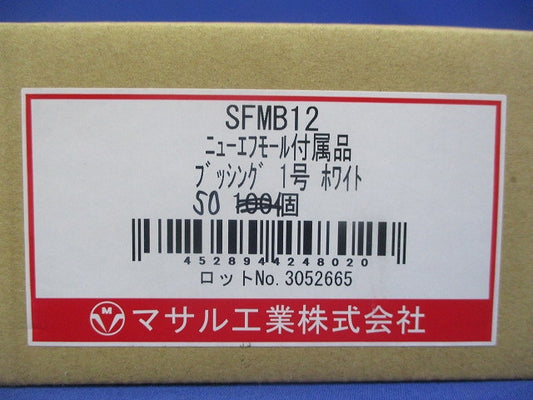 SFMB12
ﾆｭｰｴﾌﾓｰﾙ付属品
ﾌﾞｯｼﾝｸﾞ 1号 ﾎﾜｲﾄ
50 100個
4528944248020
ロットNo.3052665
M マサル工業株式会社